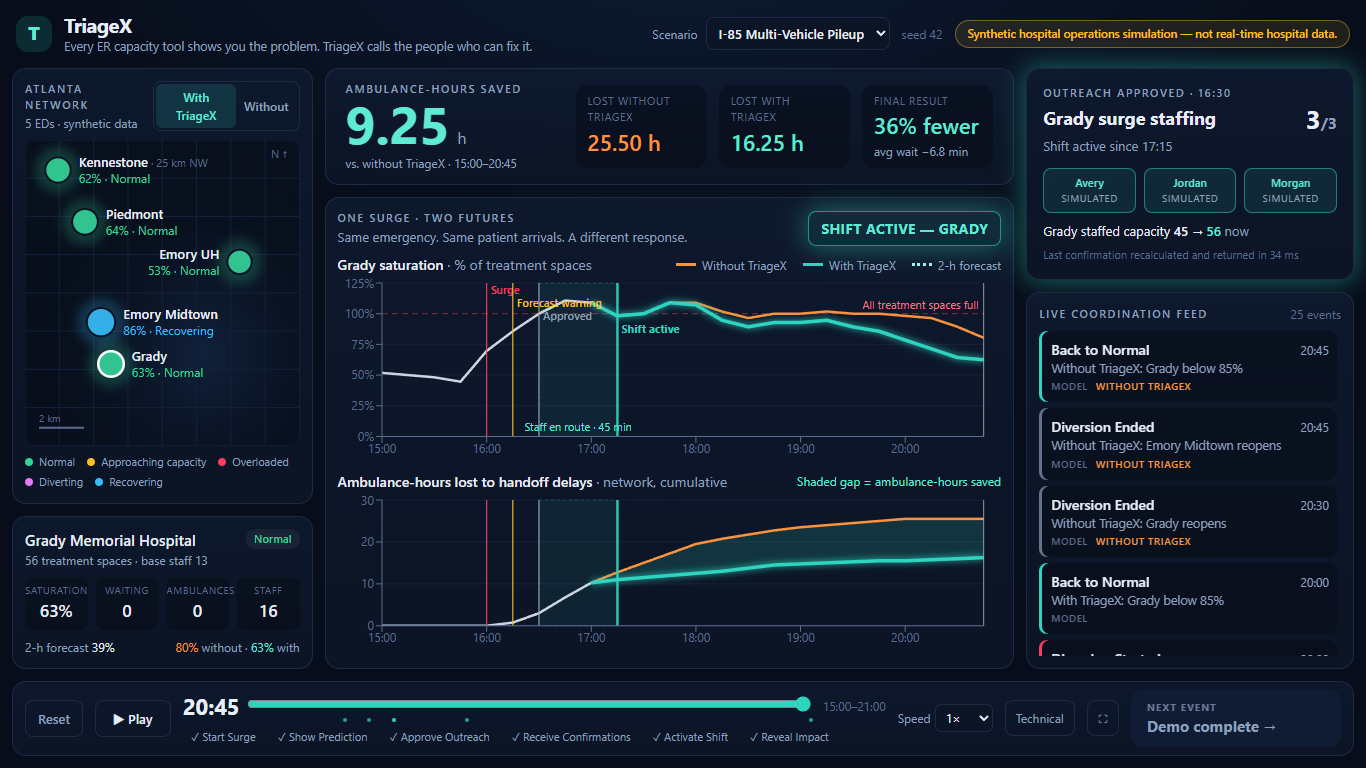 T
TriageX
Every ER capacity tool shows you the problem. TriageX calls the people who can fix it.
Scenario
I-85 Multi-Vehicle Pileup
seed 42
Synthetic hospital operations simulation — not real-time hospital data.
ATLANTA
NETWORK
5 EDs · synthetic data
With
TriageX
Without
N ↑
Kennestone · 25 km NW
62% · Normal
Piedmont
64% · Normal
Emory UH
53% · Normal
Emory Midtown
86% · Recovering
Grady
63% · Normal
2 km
Normal
Approaching capacity
Overloaded
Diverting
Recovering
Grady Memorial Hospital
Normal
56 treatment spaces · base staff 13
SATURATION
63%
WAITING
0
AMBULANCES
0
STAFF
16
2-h forecast 39%
80% without · 63% with
AMBULANCE-HOURS SAVED
9.25 h
vs. without TriageX · 15:00–20:45
LOST WITHOUT
TRIAGEX
25.50 h
LOST WITH
TRIAGEX
16.25 h
FINAL RESULT
36% fewer
avg wait −6.8 min
ONE SURGE · TWO FUTURES
Same emergency. Same patient arrivals. A different response.
SHIFT ACTIVE — GRADY
Grady saturation · % of treatment spaces
Without TriageX
With TriageX
2-h forecast
125%
100%
75%
50%
25%
0%
Surge
Forecast warning
Approved
Shift active
All treatment spaces full
Staff en route · 45 min
15:00
16:00
17:00
18:00
19:00
20:00
Ambulance-hours lost to handoff delays · network, cumulative
Shaded gap = ambulance-hours saved
30
20
10
0
15:00
16:00
17:00
18:00
19:00
20:00
OUTREACH APPROVED · 16:30
Grady surge staffing
3/3
Shift active since 17:15
Avery
SIMULATED
Jordan
SIMULATED
Morgan
SIMULATED
Grady staffed capacity 45 → 56 now
Last confirmation recalculated and returned in 34 ms
LIVE COORDINATION FEED
25 events
Back to Normal
20:45
Without TriageX: Grady below 85%
MODEL WITHOUT TRIAGEX
Diversion Ended
20:45
Without TriageX: Emory Midtown reopens
MODEL WITHOUT TRIAGEX
Diversion Ended
20:30
Without TriageX: Grady reopens
MODEL WITHOUT TRIAGEX
Back to Normal
20:00
With TriageX: Grady below 85%
MODEL
Reset
▶ Play
20:45
15:00–21:00
✓ Start Surge
✓ Show Prediction
✓ Approve Outreach
✓ Receive Confirmations
✓ Activate Shift
✓ Reveal Impact
Speed
1×
Technical
NEXT EVENT
Demo complete →